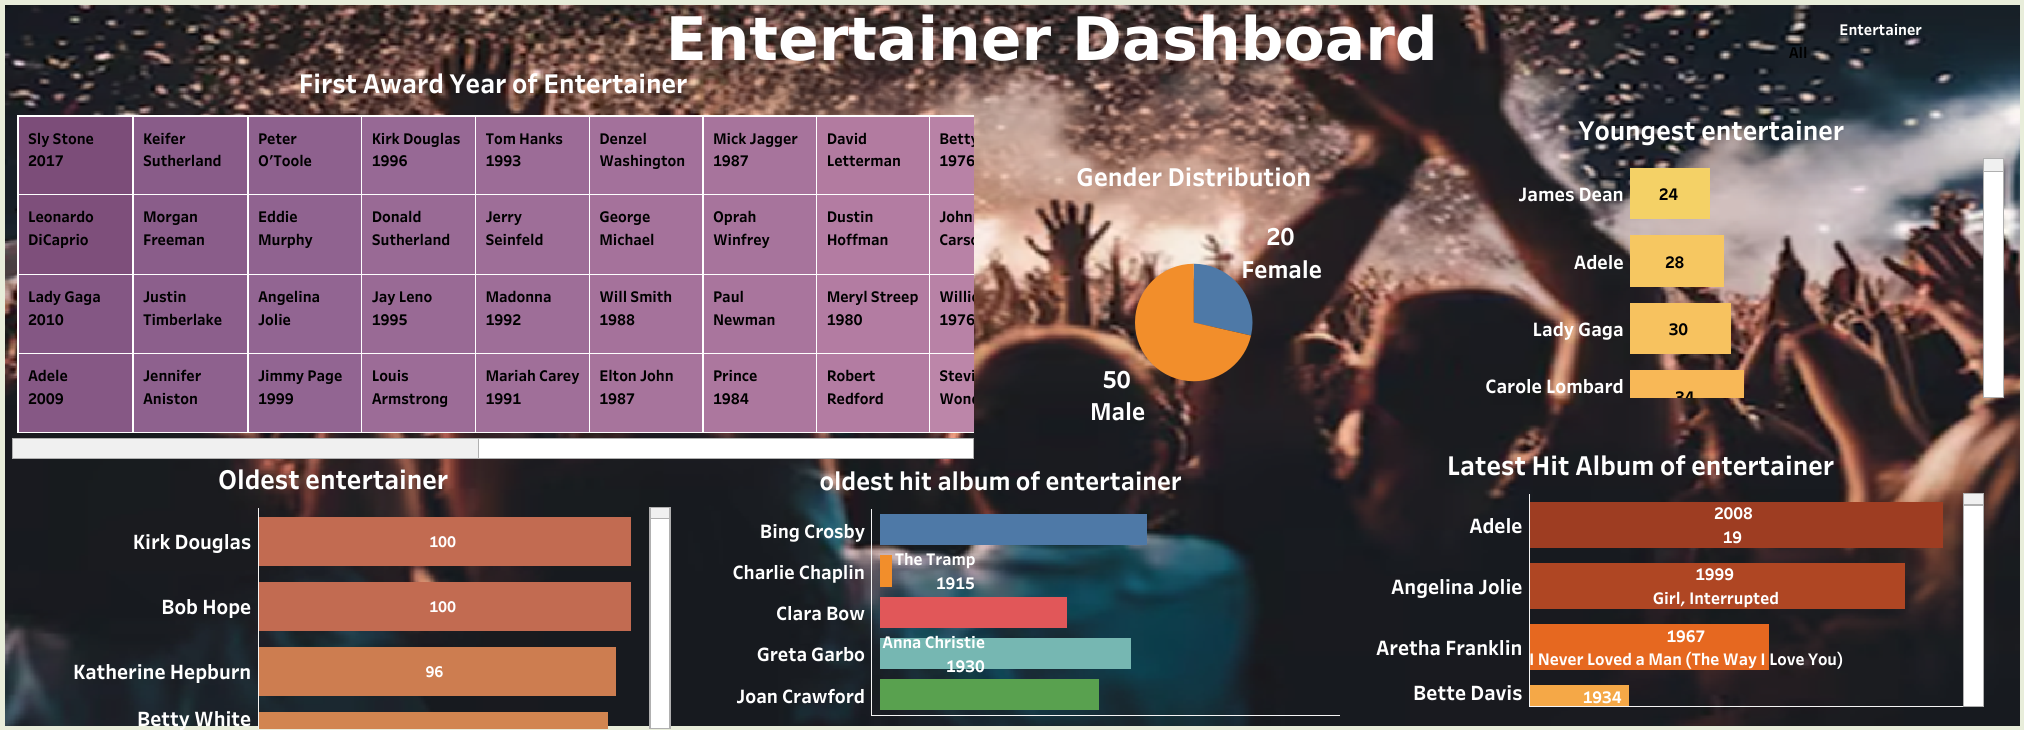 Entertainer Dashboard
Entertainer
All
First Award Year of Entertainer
Sly Stone
2017
Keifer
Sutherland
Peter
O'Toole
Kirk Douglas
1996
Tom Hanks
1993
Denzel
Washington
Mick Jagger
1987
David
Letterman
Betty
1976
Leonardo
DiCaprio
Morgan
Freeman
Eddie
Murphy
Donald
Sutherland
Jerry
Seinfeld
George
Michael
Oprah
Winfrey
Dustin
Hoffman
John
Lady Gaga
2010
Justin
Timberlake
Angelina
Jolie
Jay Leno
1995
Madonna
1992
Will Smith
1988
Paul
Newman
Meryl Streep
1980
1976
Adele
2009
Jennifer
Aniston
Jimmy Page
1999
Louis
Armstrong
Mariah Carey
1991
Elton John
1987
Prince
1984
Robert
Redford
Gender Distribution
20
Female
50
Male
Youngest entertainer
James Dean
24
Adele
28
Lady Gaga
30
Carole Lombard
34
Oldest entertainer
Kirk Douglas
100
Bob Hope
100
Katherine Hepburn
96
Betty White
oldest hit album of entertainer
Bing Crosby
Charlie Chaplin
The Tramp
1915
Clara Bow
Greta Garbo
Anna Christie
1930
Joan Crawford
Latest Hit Album of entertainer
Adele
2008
19
Angelina Jolie
1999
Girl, Interrupted
Aretha Franklin
1967
I Never Loved a Man (The Way I Love You)
Bette Davis
1934